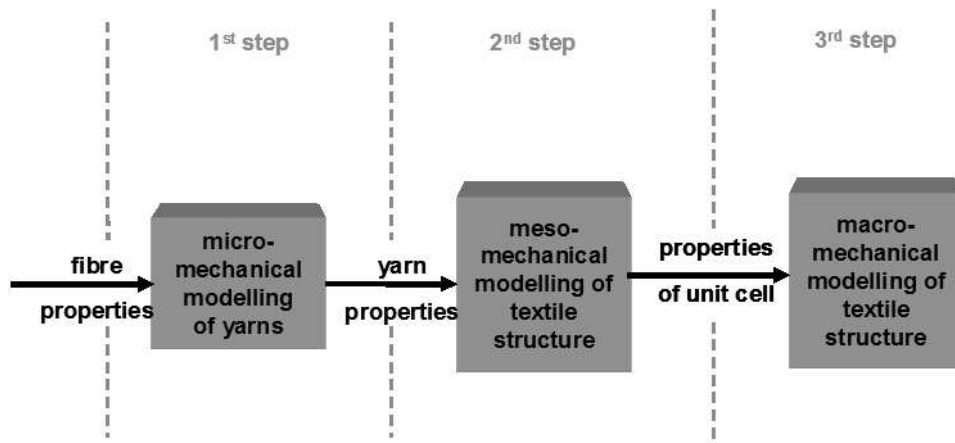 1st step
2nd step
3rd step
fibre
properties
micro-
mechanical
modelling
of yarns
yarn
properties
meso-
mechanical
modelling of
textile
structure
properties
of unit cell
macro-
mechanical
modelling of
textile
structure